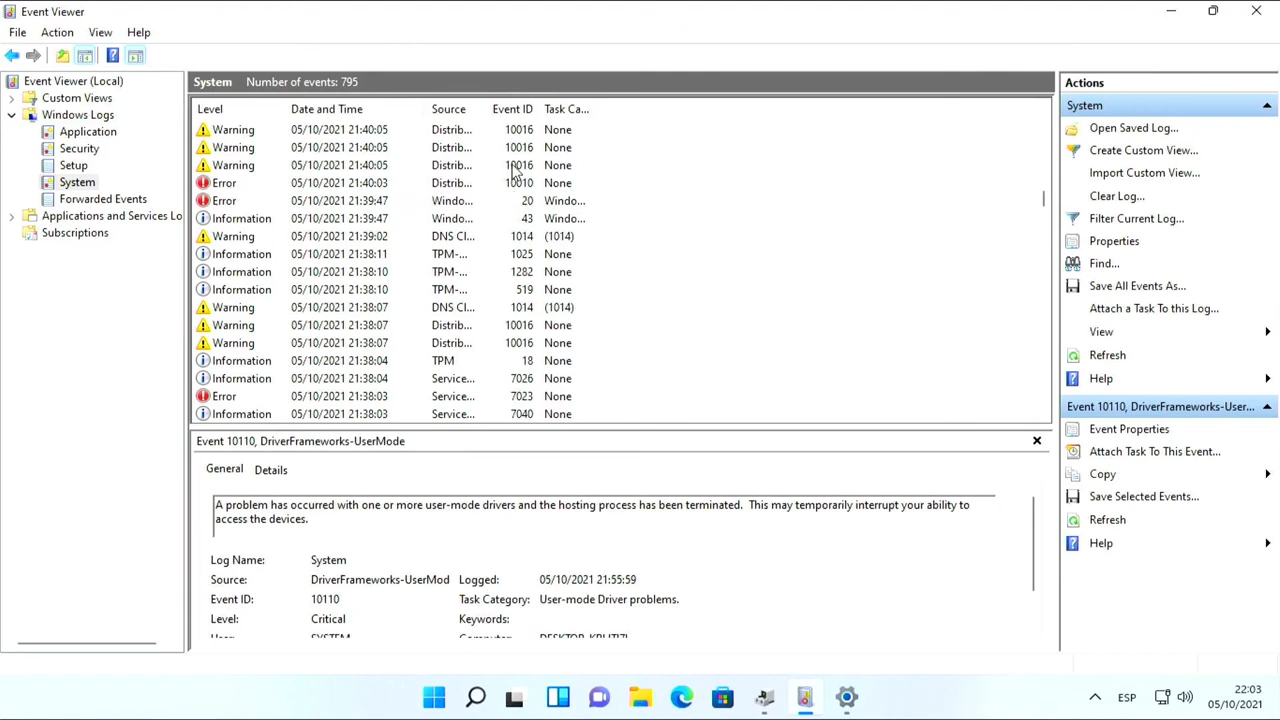 Event Viewer
File Action View Help
Event Viewer (Local)
Custom Views
Windows Logs
Application
Security
Setup
System
Forwarded Events
Applications and Services Lo
Subscriptions
System Number of events: 795
Level Date and Time Source Event ID Task Ca...
Warning 05/10/2021 21:40:05 Distrib... 10016 None
Warning 05/10/2021 21:40:05 Distrib... 10016 None
Warning 05/10/2021 21:40:05 Distrib... 10016 None
Error 05/10/2021 21:40:03 Distrib... 10010 None
Error 05/10/2021 21:39:47 Windo... 20 Windo...
Information 05/10/2021 21:39:47 Windo... 43 Windo...
Warning 05/10/2021 21:39:02 DNS Cl... 1014 (1014)
Information 05/10/2021 21:38:11 TPM-... 1025 None
Information 05/10/2021 21:38:10 TPM-... 1282 None
Information 05/10/2021 21:38:10 TPM-... 519 None
Warning 05/10/2021 21:38:07 DNS Cl... 1014 (1014)
Warning 05/10/2021 21:38:07 Distrib... 10016 None
Warning 05/10/2021 21:38:07 Distrib... 10016 None
Information 05/10/2021 21:38:04 TPM 18 None
Information 05/10/2021 21:38:04 Service... 7026 None
Error 05/10/2021 21:38:03 Service... 7023 None
Information 05/10/2021 21:38:03 Service... 7040 None
Event 10110, DriverFrameworks-UserMode
General Details
A problem has occurred with one or more user-mode drivers and the hosting process has been terminated. This may temporarily interrupt your ability to
access the devices.
Log Name: System
Source: DriverFrameworks-UserMod Logged: 05/10/2021 21:55:59
Event ID: 10110 Task Category: User-mode Driver problems.
Level: Critical Keywords:
User: SYSTEM Computer:
Actions
System
Open Saved Log...
Create Custom View...
Import Custom View...
Clear Log...
Filter Current Log...
Properties
Find...
Save All Events As...
Attach a Task To this Log...
View
Refresh
Help
Event 10110, DriverFrameworks-User...
Event Properties
Attach Task To This Event...
Copy
Save Selected Events...
Refresh
Help
ESP
22:03
05/10/2021